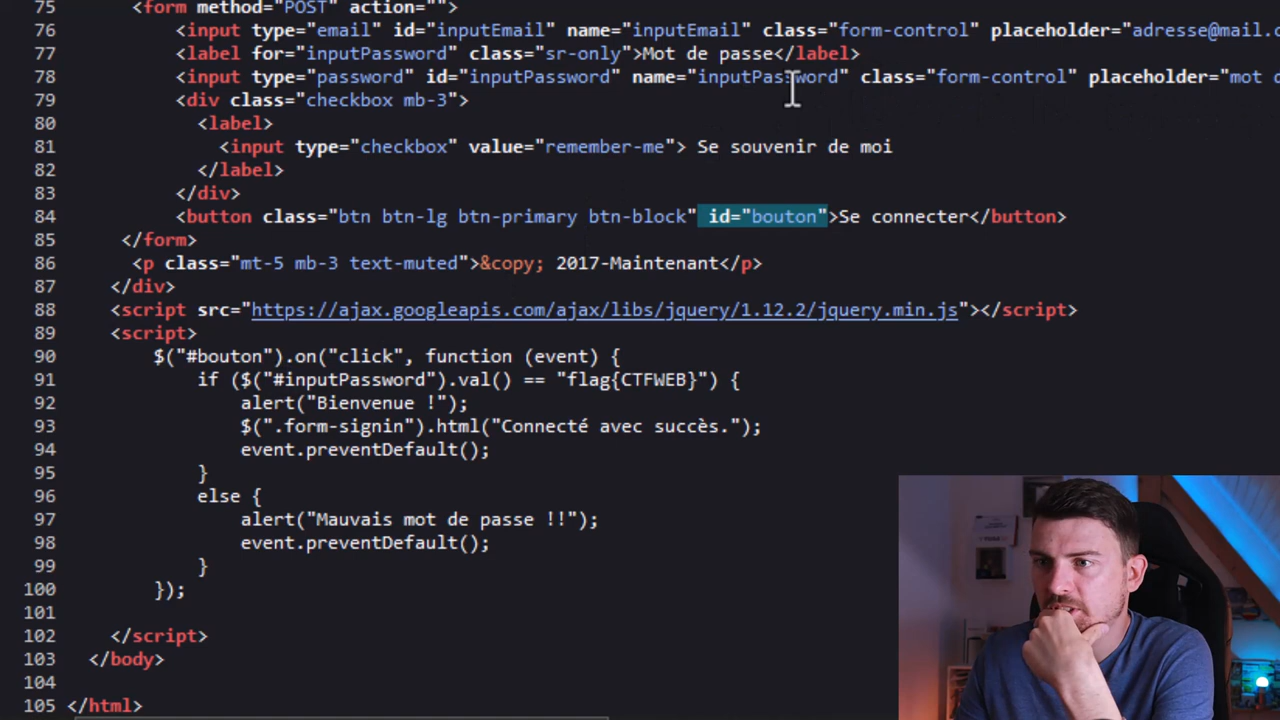 75 <form method="POST" action="">
76 <input type="email" id="inputEmail" name="inputEmail" class="form-control" placeholder="adresse@mail.c
77 <label for="inputPassword" class="sr-only">Mot de passe</label>
78 <input type="password" id="inputPassword" name="inputPassword" class="form-control" placeholder="mot
79 <div class="checkbox mb-3">
80 <label>
81 <input type="checkbox" value="remember-me"> Se souvenir de moi
82 </label>
83 </div>
84 <button class="btn btn-lg btn-primary btn-block" id="bouton">Se connecter</button>
85 </form>
86 <p class="mt-5 mb-3 text-muted">&copy; 2017-Maintenant</p>
87 </div>
88 <script src="https://ajax.googleapis.com/ajax/libs/jquery/1.12.2/jquery.min.js"></script>
89 <script>
90 $("#bouton").on("click", function (event) {
91 if ($("#inputPassword").val() == "flag{CTFWEB}") {
92 alert("Bienvenue !");
93 $(".form-signin").html("Connecté avec succès.");
94 event.preventDefault();
95 }
96 else {
97 alert("Mauvais mot de passe !!");
98 event.preventDefault();
99 }
100 });
101
102 </script>
103 </body>
104
105 </html>